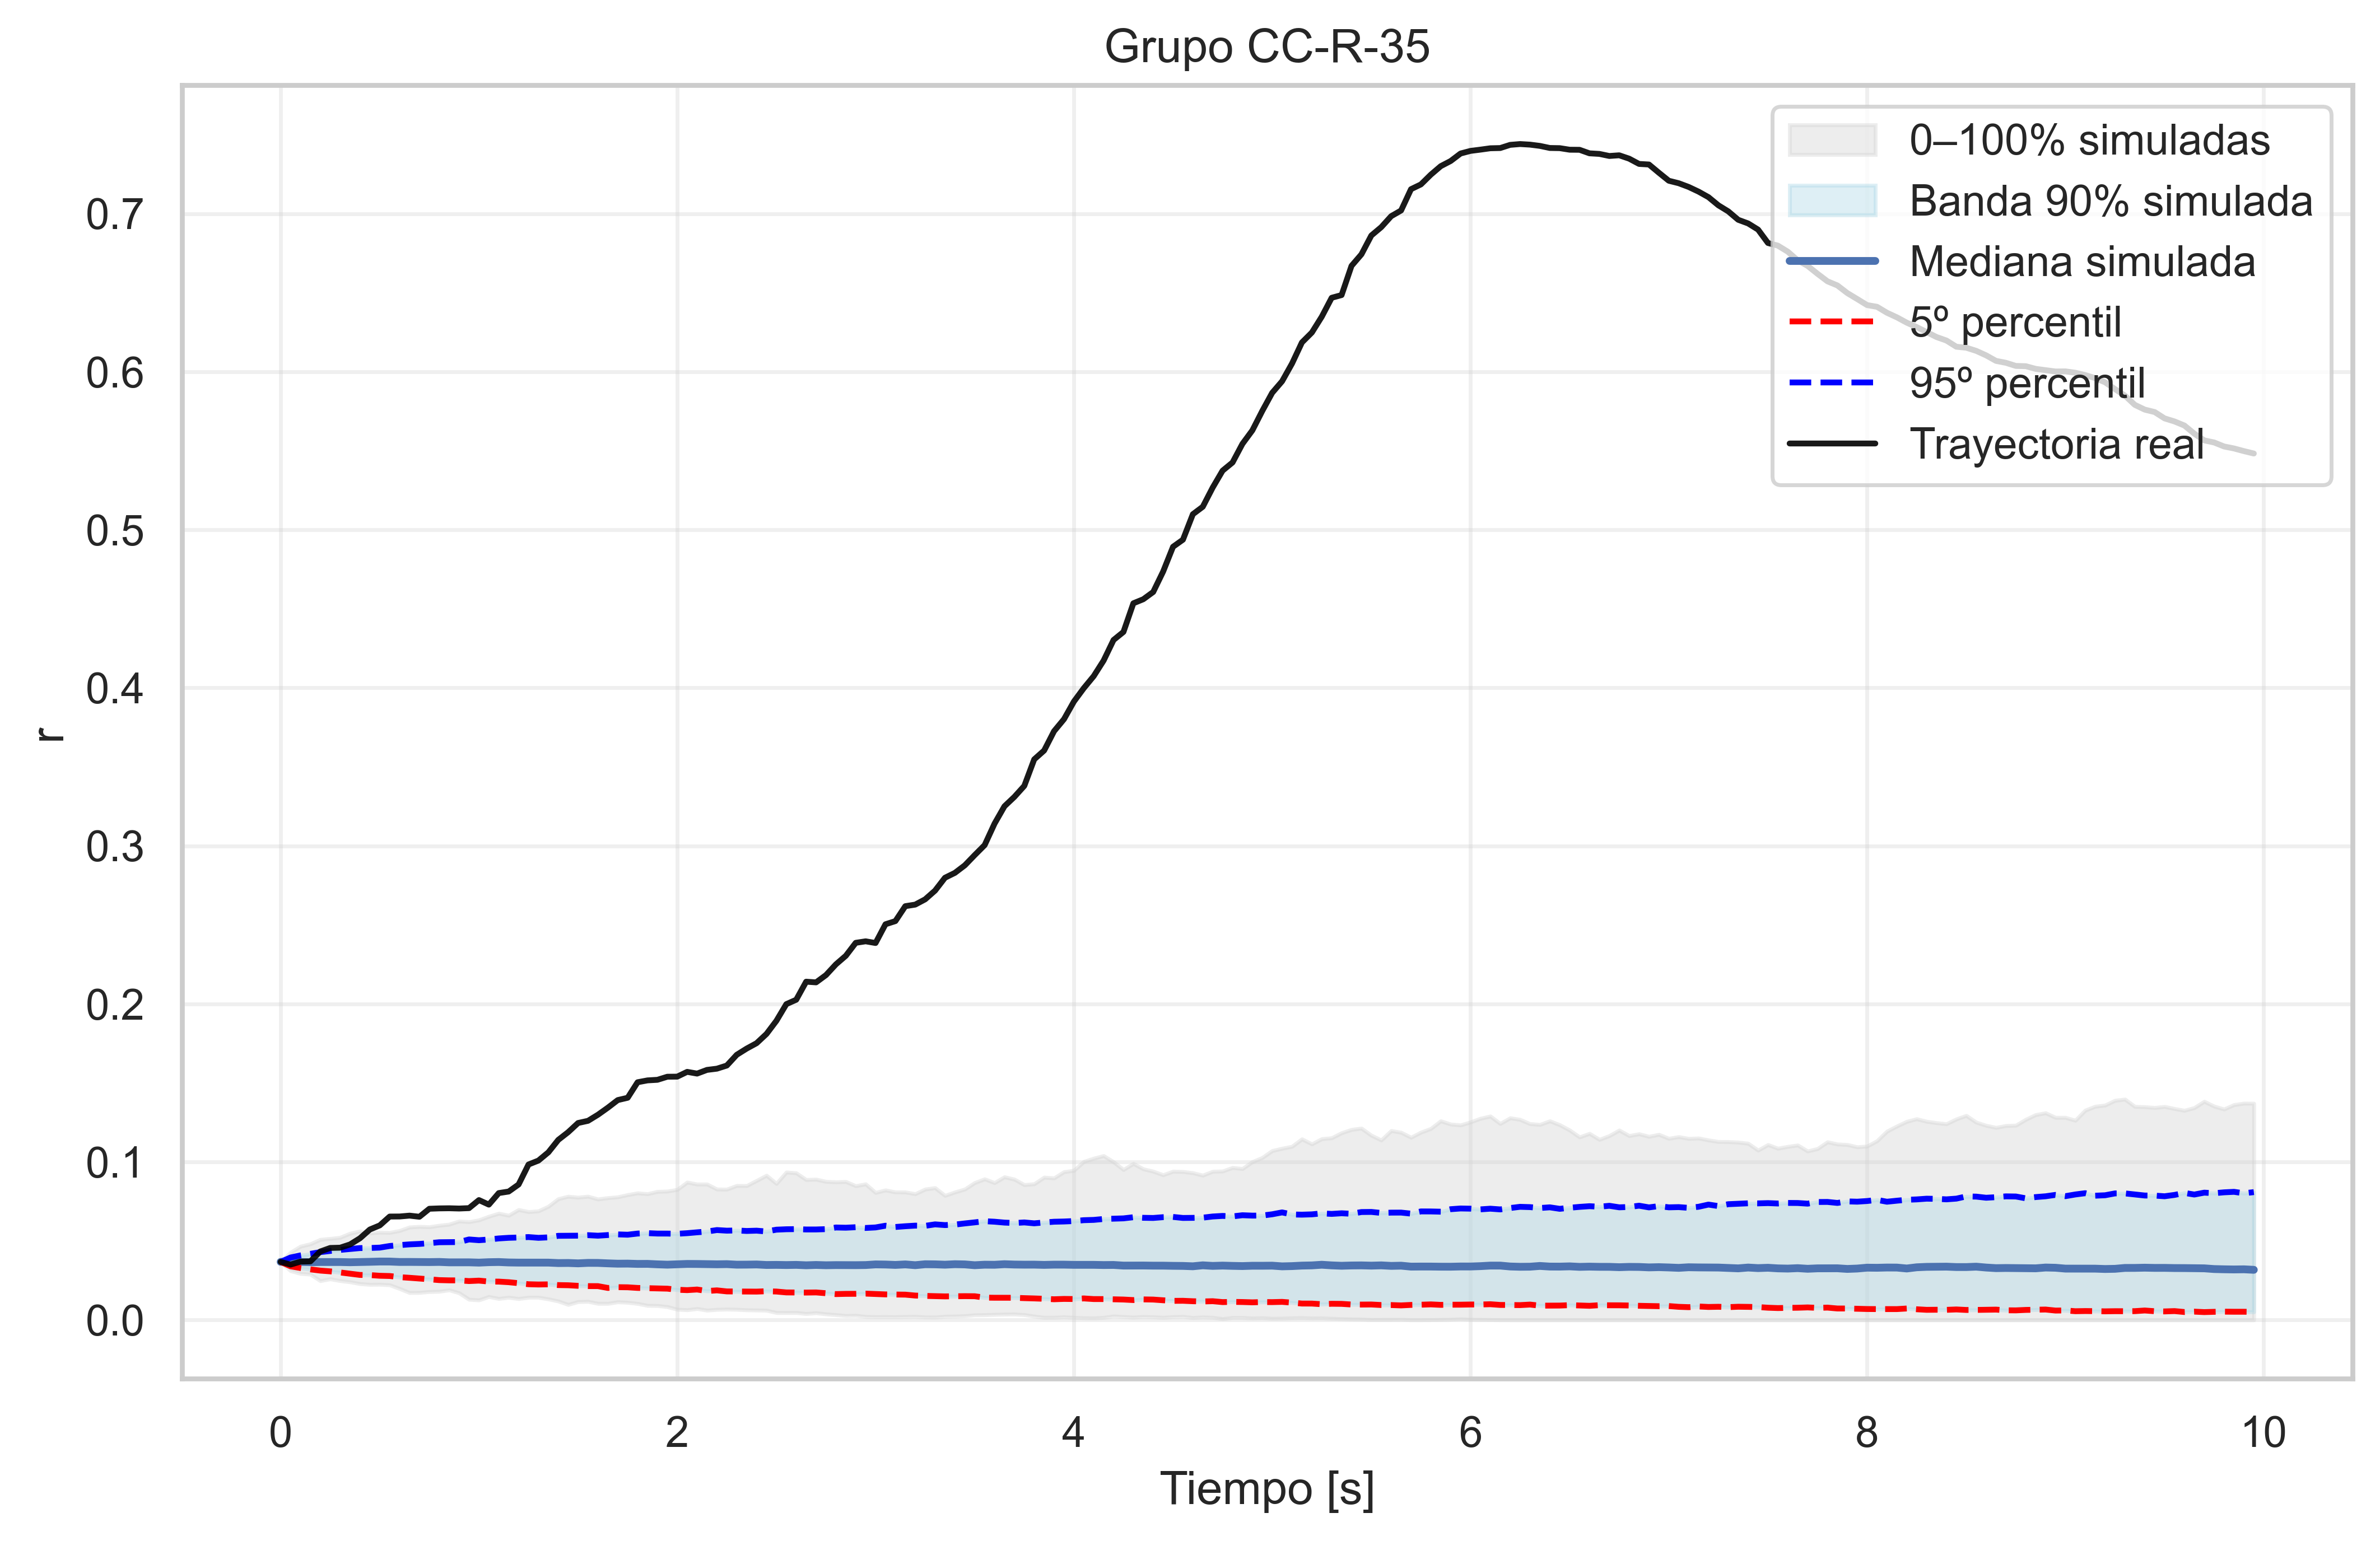 Grupo CC-R-35
0–100% simuladas
Banda 90% simulada
Mediana simulada
5º percentil
95º percentil
Trayectoria real
0.7
0.6
0.5
0.4
0.3
0.2
0.1
0.0
r
0 2 4 6 8 10
Tiempo [s]